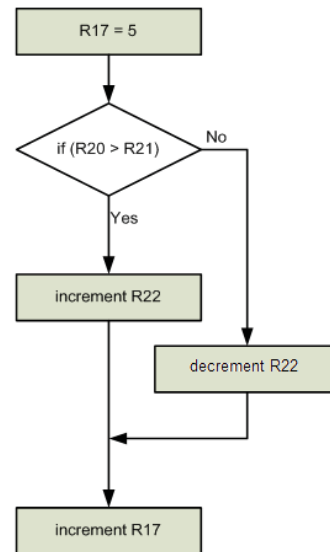 R17 = 5
if (R20 > R21)
No
Yes
increment R22
decrement R22
increment R17